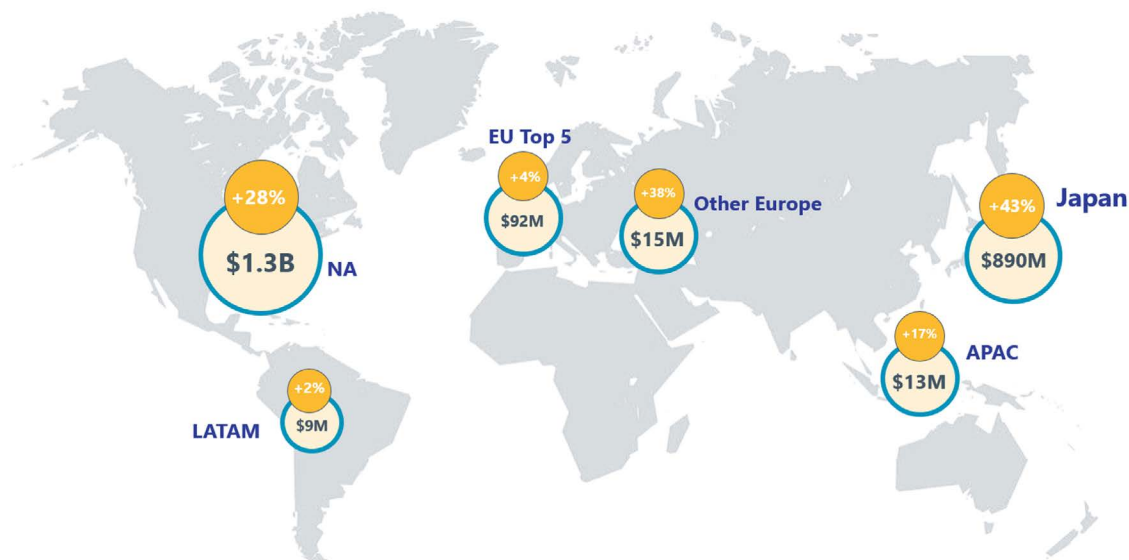 EU Top 5
+4%
$92M
+28%
$1.3B
NA
+38%
Other Europe
$15M
+43%
Japan
$890M
+17%
APAC
$13M
+2%
LATAM
$9M